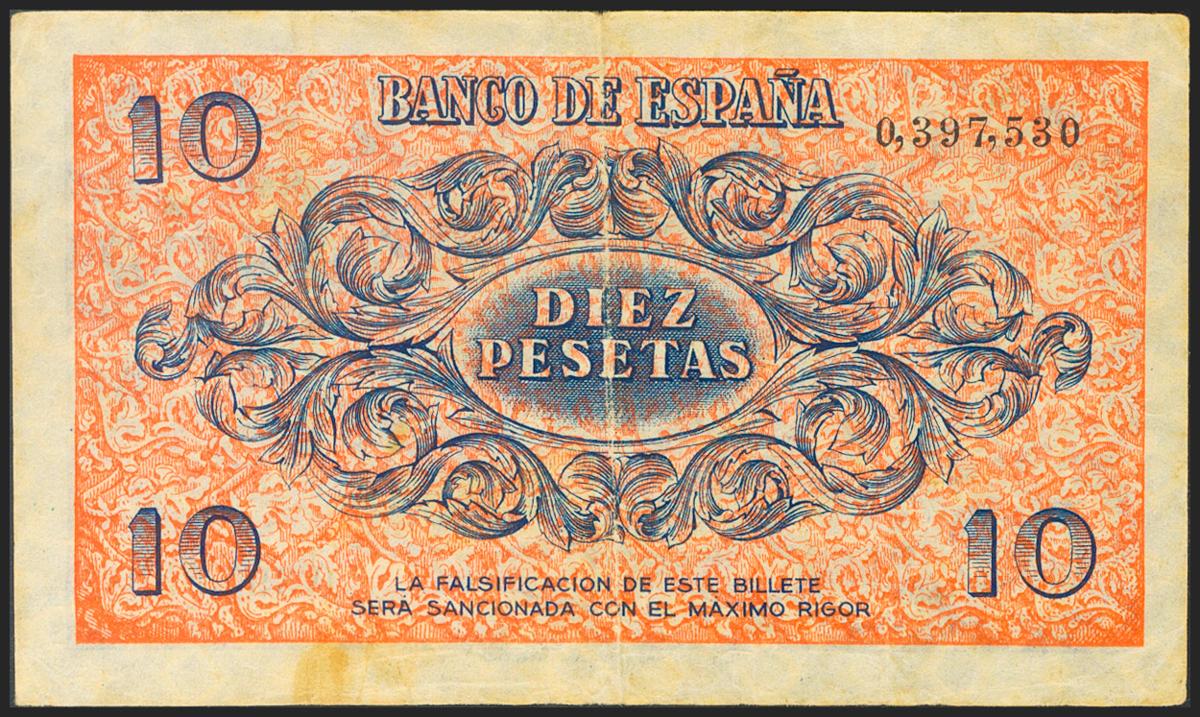 BANCO DE ESPAÑA
10
0,397,530
DIEZ
PESETAS
10
10
LA FALSIFICACION DE ESTE BILLETE
SERA SANCIONADA CON EL MAXIMO RIGOR